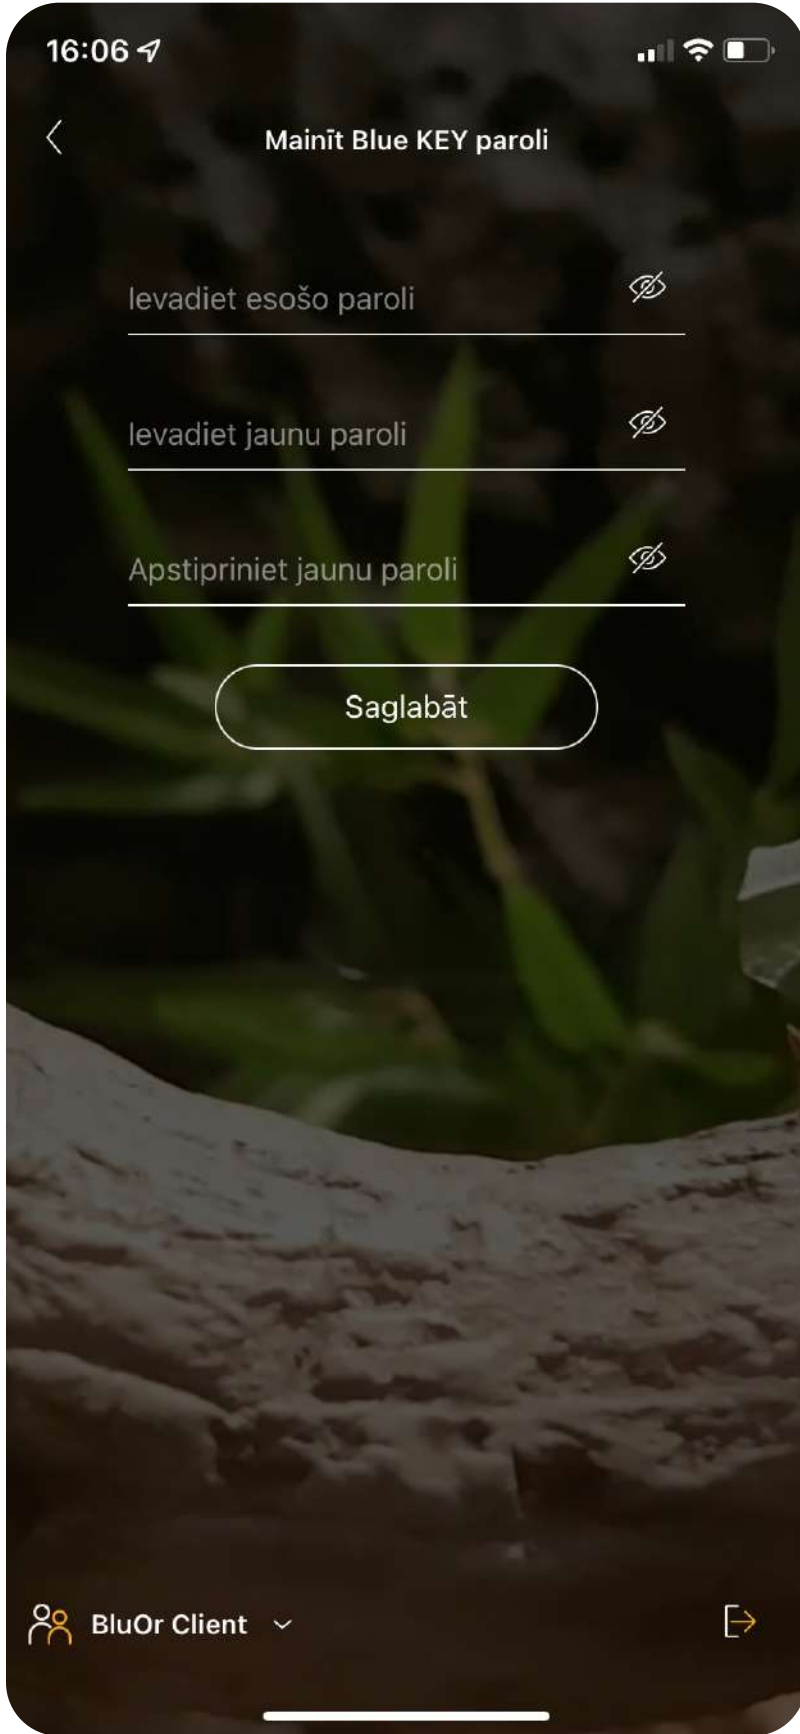 16:06
Mainīt Blue KEY paroli
Ievadiet esošo paroli
Ievadiet jaunu paroli
Apstipriniet jaunu paroli
Saglabāt
BluOr Client